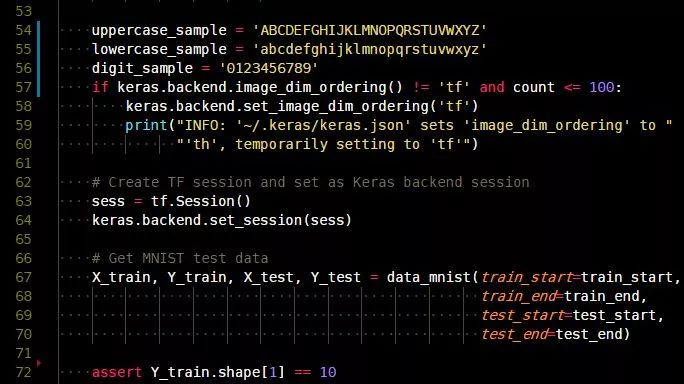 53
54 uppercase_sample = 'ABCDEFGHIJKLMNOPQRSTUVWXYZ'
55 lowercase_sample = 'abcdefghijklmnopqrstuvwxyz'
56 digit_sample = '0123456789'
57 if keras.backend.image_dim_ordering() != 'tf' and count <= 100:
58 keras.backend.set_image_dim_ordering('tf')
59 print("INFO: '~/.keras/keras.json' sets 'image_dim_ordering' to "
60 "'th', temporarily setting to 'tf'")
61
62 # Create TF session and set as Keras backend session
63 sess = tf.Session()
64 keras.backend.set_session(sess)
65
66 # Get MNIST test data
67 X_train, Y_train, X_test, Y_test = data_mnist(train_start=train_start,
68 train_end=train_end,
69 test_start=test_start,
70 test_end=test_end)
71
72 assert Y_train.shape[1] == 10